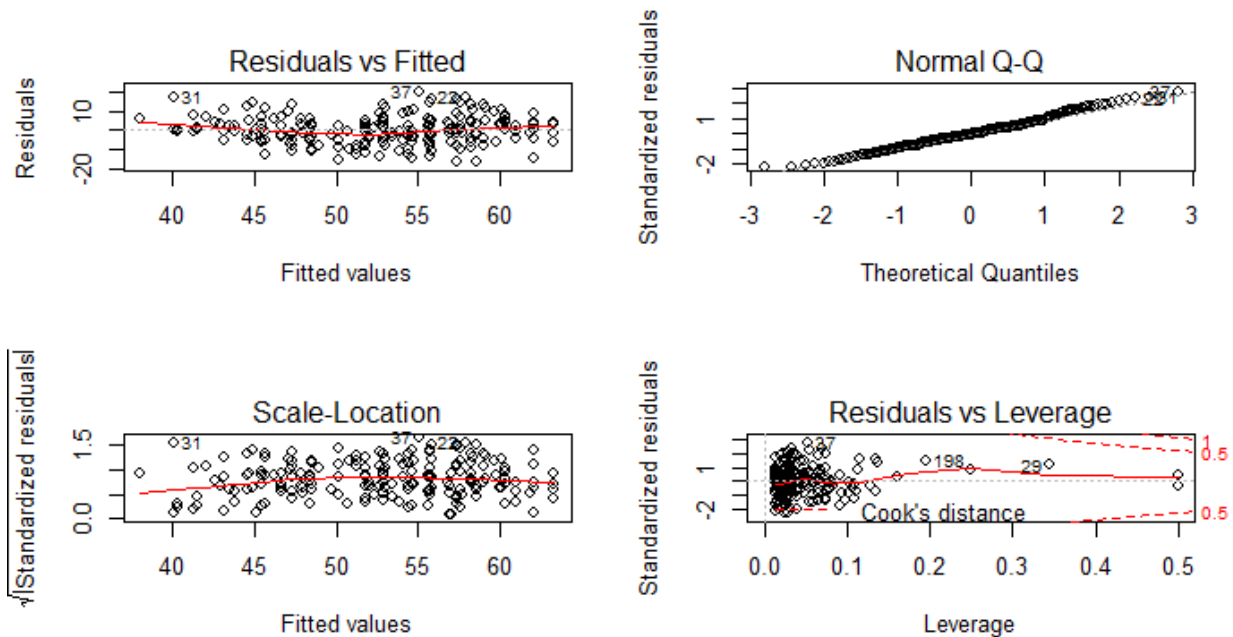 Residuals vs Fitted
Residuals
10
-20
31
37
22
40 45 50 55 60
Fitted values
Normal Q-Q
Standardized residuals
1
-2
37
-3 -2 -1 0 1 2 3
Theoretical Quantiles
Scale-Location
√|Standardized residuals|
1.5
0.0
31
37
22
40 45 50 55 60
Fitted values
Residuals vs Leverage
Standardized residuals
1
-2
37
198
29
1
0.5
0.5
Cook's distance
0.0 0.1 0.2 0.3 0.4 0.5
Leverage